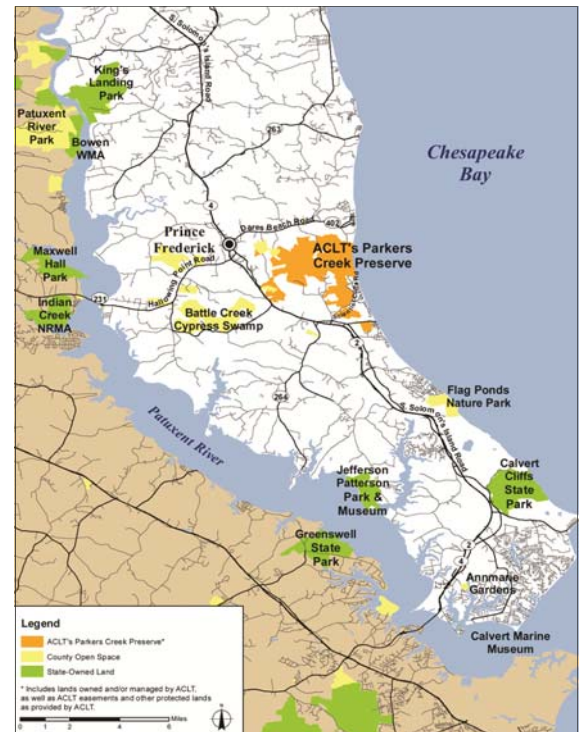 S. Solomon's Island Road
King's
Landing
Park
Patuxent
River
Park
Bowen
WMA
263
Chesapeake
Bay
4
Dares Beach Road
402
Prince
Frederick
ACLT's Parkers
Creek Preserve
Maxwell
Hall
Park
Hallowing Point Road
231
Indian
Creek
NRMA
Battle Creek
Cypress Swamp
2
264
Flag Ponds
Nature Park
S. Solomon's Island Road
Patuxent River
Jefferson
Patterson
Park &
Museum
Calvert
Cliffs
State
Park
Greenswell
State
Park
2
4
Annmarie
Gardens
Calvert Marine
Museum
Legend
ACLT's Parkers Creek Preserve*
County Open Space
State-Owned Land
* Includes lands owned and/or managed by ACLT,
as well as ACLT easements and other protected lands
as provided by ACLT.
0 2 4 6 Miles